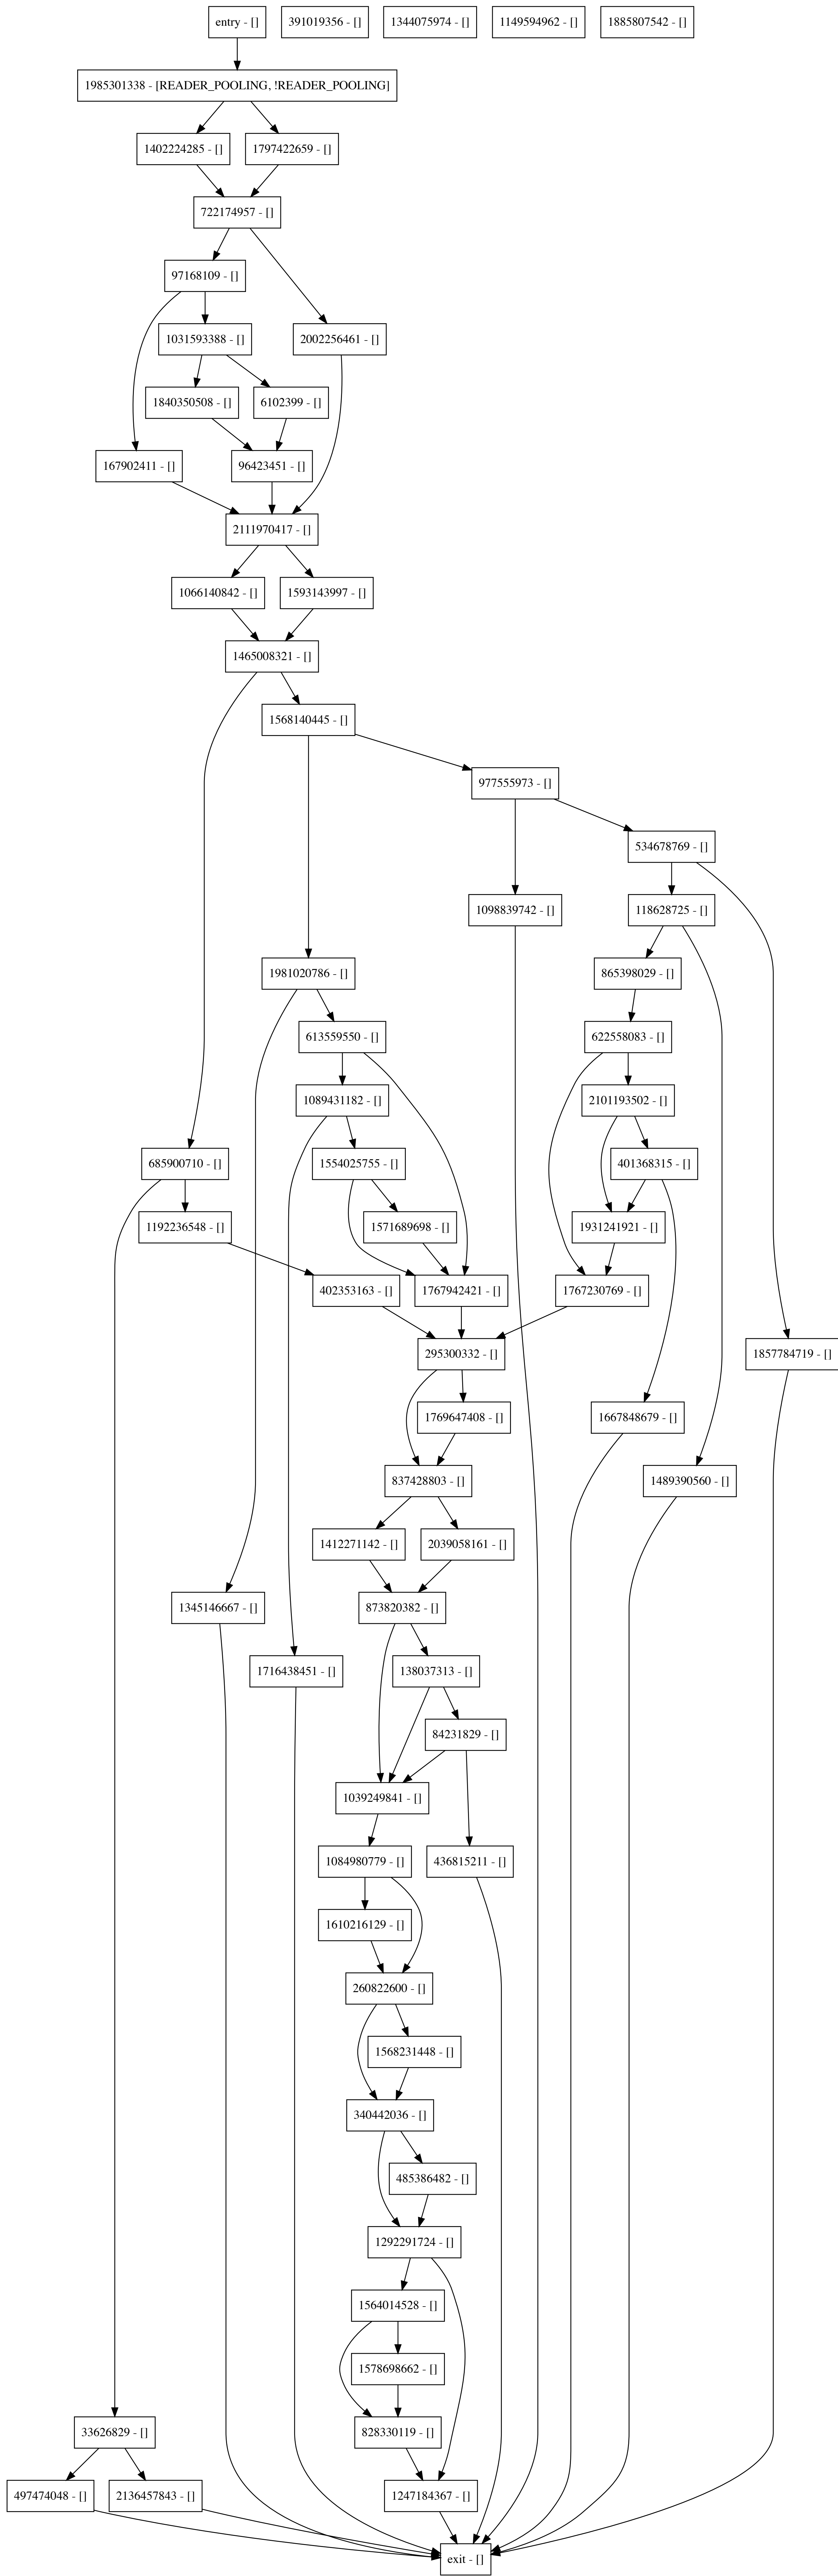 entry - []
391019356 - []
1344075974 - []
1149594962 - []
1885807542 - []
1985301338 - [READER_POOLING, !READER_POOLING]
1402224285 - []
1797422659 - []
722174957 - []
97168109 - []
1031593388 - []
2002256461 - []
1840350508 - []
6102399 - []
167902411 - []
96423451 - []
2111970417 - []
1066140842 - []
1593143997 - []
1465008321 - []
1568140445 - []
977555973 - []
534678769 - []
1098839742 - []
118628725 - []
1981020786 - []
865398029 - []
613559550 - []
622558083 - []
1089431182 - []
2101193502 - []
685900710 - []
1554025755 - []
401368315 - []
1192236548 - []
1571689698 - []
1931241921 - []
402353163 - []
1767942421 - []
1767230769 - []
295300332 - []
1857784719 - []
1769647408 - []
1667848679 - []
837428803 - []
1489390560 - []
1412271142 - []
2039058161 - []
1345146667 - []
873820382 - []
1716438451 - []
138037313 - []
84231829 - []
1039249841 - []
1084980779 - []
436815211 - []
1610216129 - []
260822600 - []
1568231448 - []
340442036 - []
485386482 - []
1292291724 - []
1564014528 - []
1578698662 - []
33626829 - []
828330119 - []
497474048 - []
2136457843 - []
1247184367 - []
exit - []